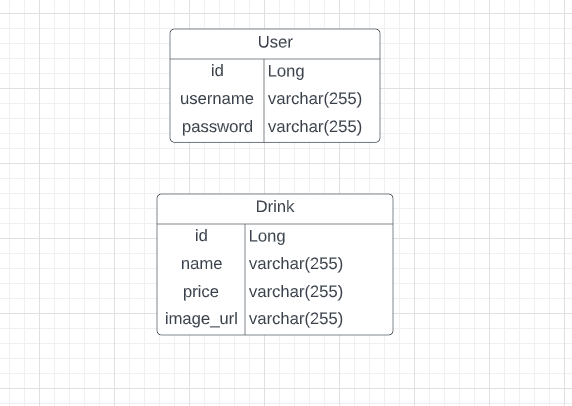 User
id Long
username varchar(255)
password varchar(255)
Drink
id Long
name varchar(255)
price varchar(255)
image_url varchar(255)